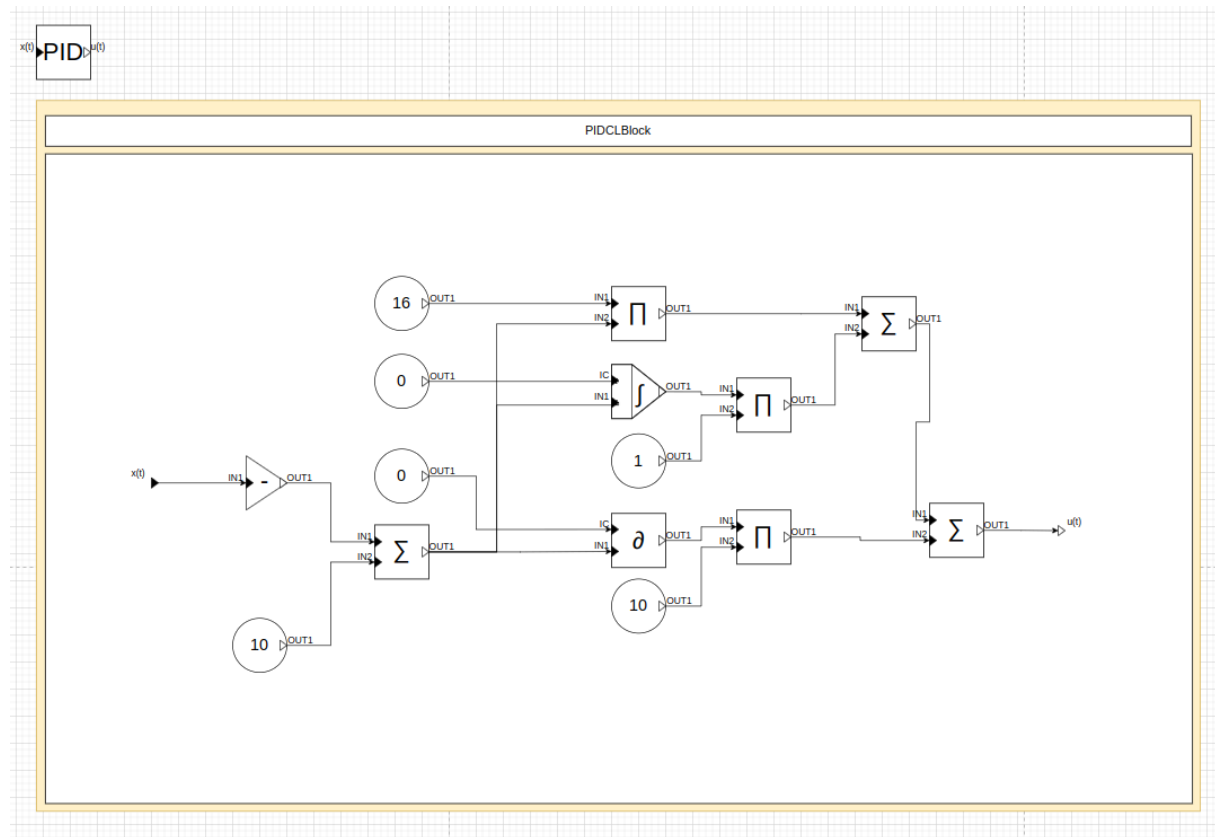 x(t) PID u(t)
PIDCLBlock
16 OUT1
IN1
IN2
∏ OUT1
IN1
IN2
∑ OUT1
0 OUT1
IC
IN1
∫ OUT1
IN1
IN2
∏ OUT1
1 OUT1
x(t)
IN1 - OUT1
0 OUT1
IN1
IN2
∑ OUT1
IC
IN1
∂ OUT1
IN1
IN2
∏ OUT1
IN1
IN2
∑ OUT1
u(t)
10 OUT1
10 OUT1